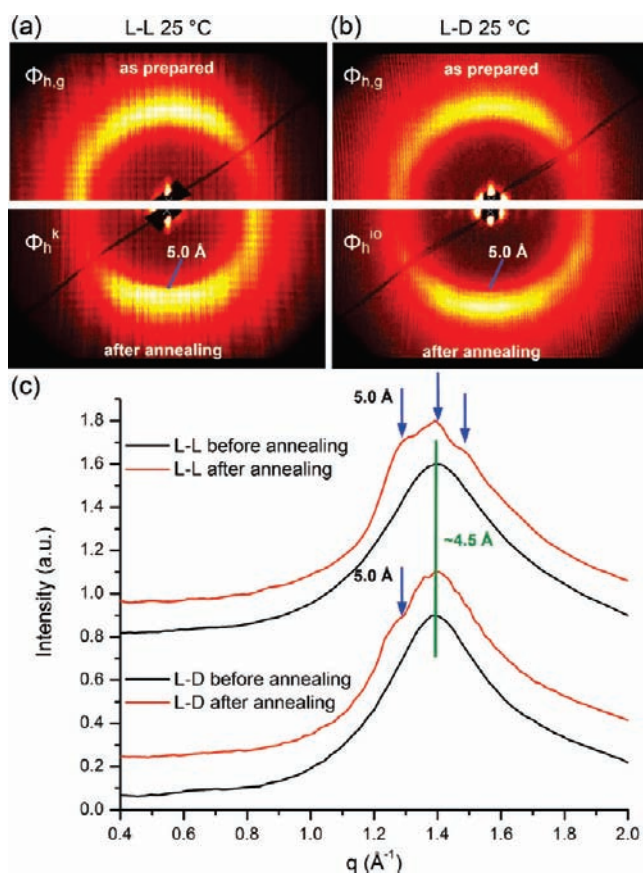 (a) L-L 25 °C
(b) L-D 25 °C
Φh,g
as prepared
Φh,g
as prepared
Φh^k
5.0 Å
after annealing
Φh^io
5.0 Å
after annealing
(c)
5.0 Å
L-L before annealing
L-L after annealing
~4.5 Å
5.0 Å
L-D before annealing
L-D after annealing
Intensity (a.u.)
1.8
1.6
1.4
1.2
1.0
0.8
0.6
0.4
0.2
0.0
0.4 0.6 0.8 1.0 1.2 1.4 1.6 1.8 2.0
q (Å⁻¹)